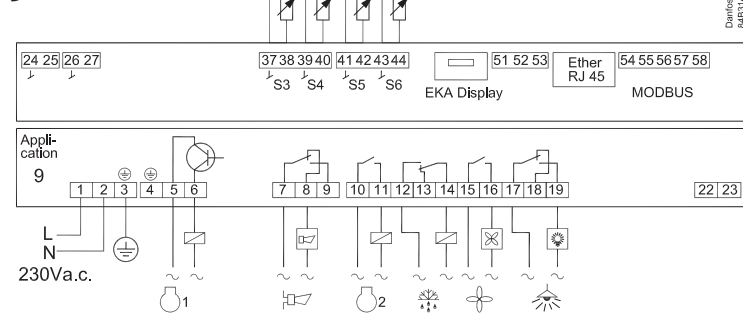 Danfos
84B31
24 25 26 27 37 38 39 40 41 42 43 44 51 52 53 Ether RJ 45 54 55 56 57 58
S3 S4 S5 S6
EKA Display MODBUS
Appli-
cation
9
1 2 3 4 5 6 7 8 9 10 11 12 13 14 15 16 17 18 19 22 23
L
N
230Va.c.
1 2